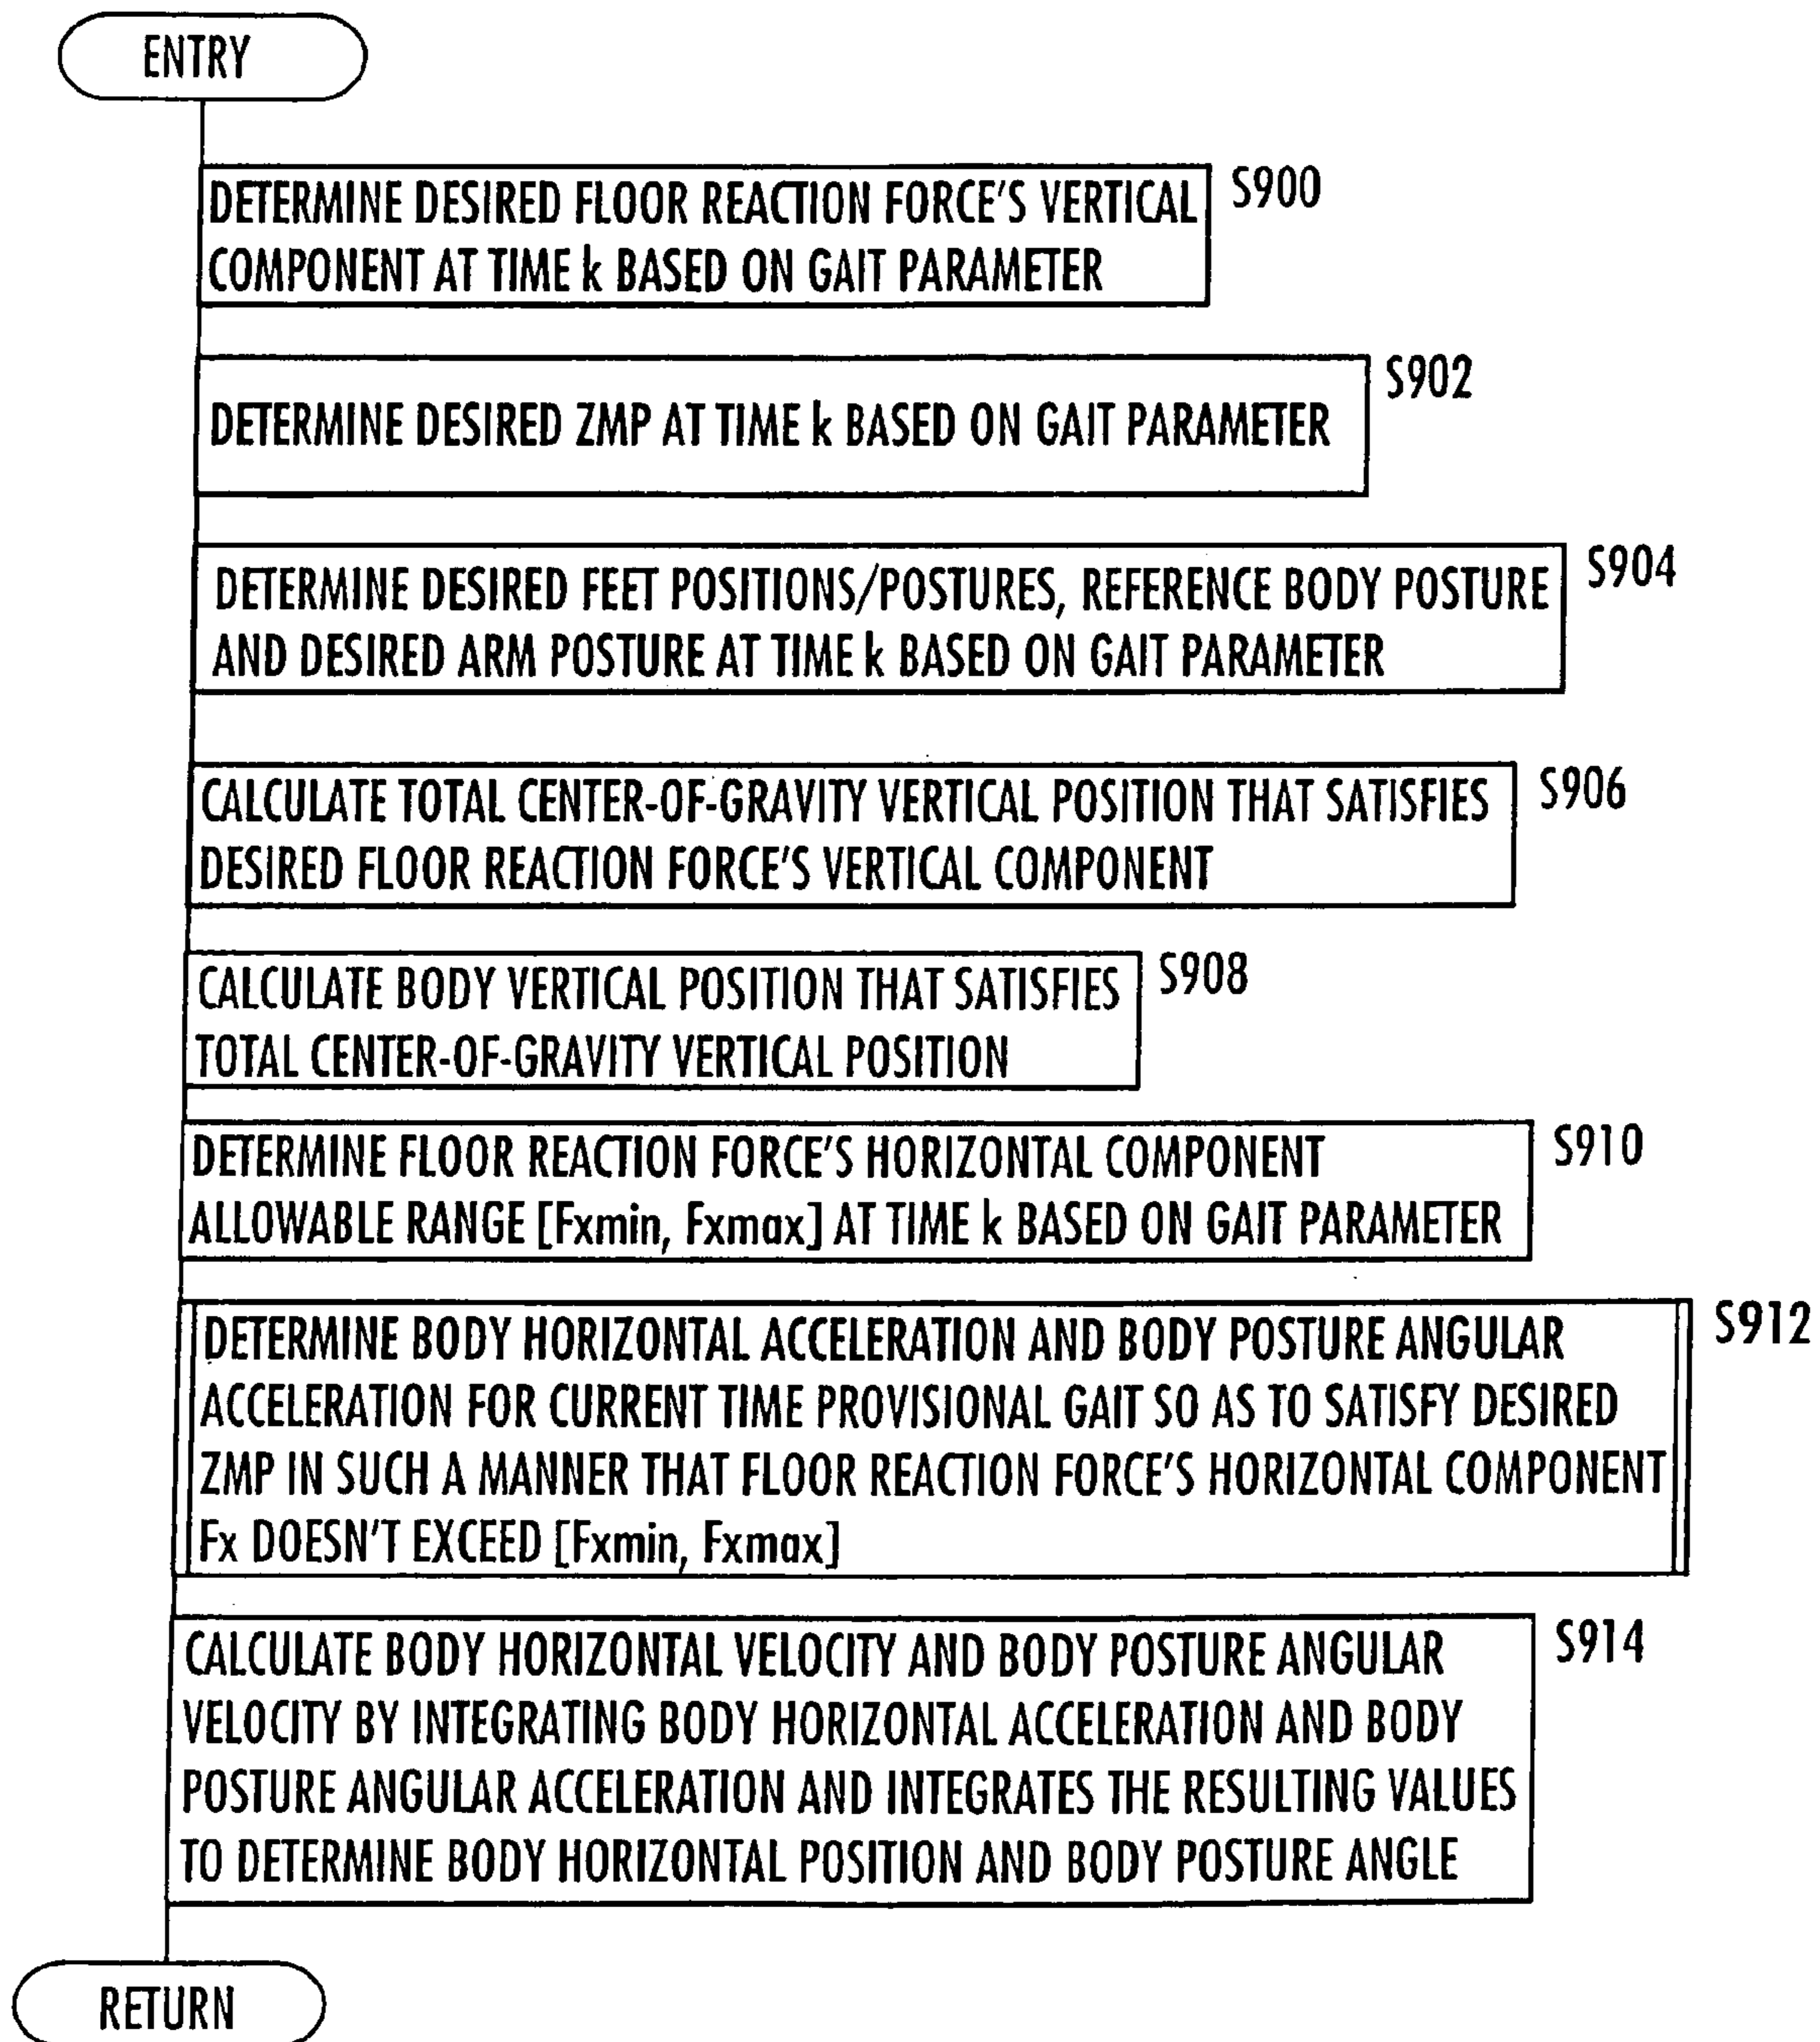 ENTRY
DETERMINE DESIRED FLOOR REACTION FORCE'S VERTICAL
COMPONENT AT TIME k BASED ON GAIT PARAMETER
S900
DETERMINE DESIRED ZMP AT TIME k BASED ON GAIT PARAMETER
S902
DETERMINE DESIRED FEET POSITIONS/POSTURES, REFERENCE BODY POSTURE
AND DESIRED ARM POSTURE AT TIME k BASED ON GAIT PARAMETER
S904
CALCULATE TOTAL CENTER-OF-GRAVITY VERTICAL POSITION THAT SATISFIES
DESIRED FLOOR REACTION FORCE'S VERTICAL COMPONENT
S906
CALCULATE BODY VERTICAL POSITION THAT SATISFIES
TOTAL CENTER-OF-GRAVITY VERTICAL POSITION
S908
DETERMINE FLOOR REACTION FORCE'S HORIZONTAL COMPONENT
ALLOWABLE RANGE [Fxmin, Fxmax] AT TIME k BASED ON GAIT PARAMETER
S910
DETERMINE BODY HORIZONTAL ACCELERATION AND BODY POSTURE ANGULAR
ACCELERATION FOR CURRENT TIME PROVISIONAL GAIT SO AS TO SATISFY DESIRED
ZMP IN SUCH A MANNER THAT FLOOR REACTION FORCE'S HORIZONTAL COMPONENT
Fx DOESN'T EXCEED [Fxmin, Fxmax]
S912
CALCULATE BODY HORIZONTAL VELOCITY AND BODY POSTURE ANGULAR
VELOCITY BY INTEGRATING BODY HORIZONTAL ACCELERATION AND BODY
POSTURE ANGULAR ACCELERATION AND INTEGRATES THE RESULTING VALUES
TO DETERMINE BODY HORIZONTAL POSITION AND BODY POSTURE ANGLE
S914
RETURN